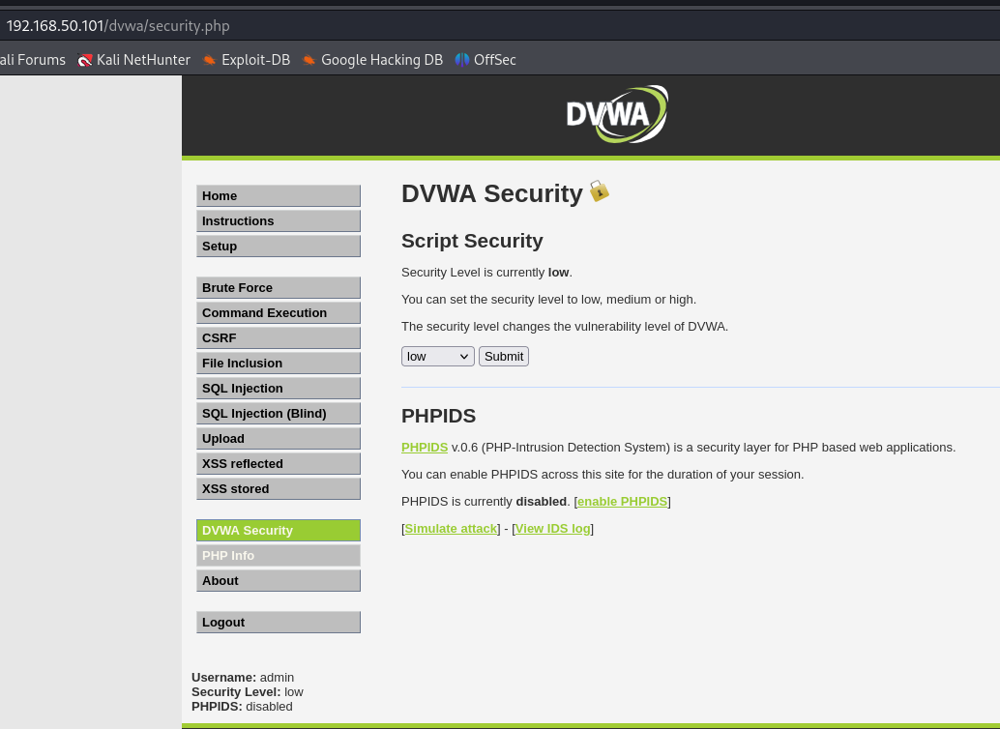 192.168.50.101/dvwa/security.php
ali Forums Kali NetHunter Exploit-DB Google Hacking DB OffSec
DVWA
Home
Instructions
Setup
Brute Force
Command Execution
CSRF
File Inclusion
SQL Injection
SQL Injection (Blind)
Upload
XSS reflected
XSS stored
DVWA Security
PHP Info
About
Logout
DVWA Security
Script Security
Security Level is currently low.
You can set the security level to low, medium or high.
The security level changes the vulnerability level of DVWA.
low Submit
PHPIDS
PHPIDS v.0.6 (PHP-Intrusion Detection System) is a security layer for PHP based web applications.
You can enable PHPIDS across this site for the duration of your session.
PHPIDS is currently disabled. [enable PHPIDS]
[Simulate attack] - [View IDS log]
Username: admin
Security Level: low
PHPIDS: disabled